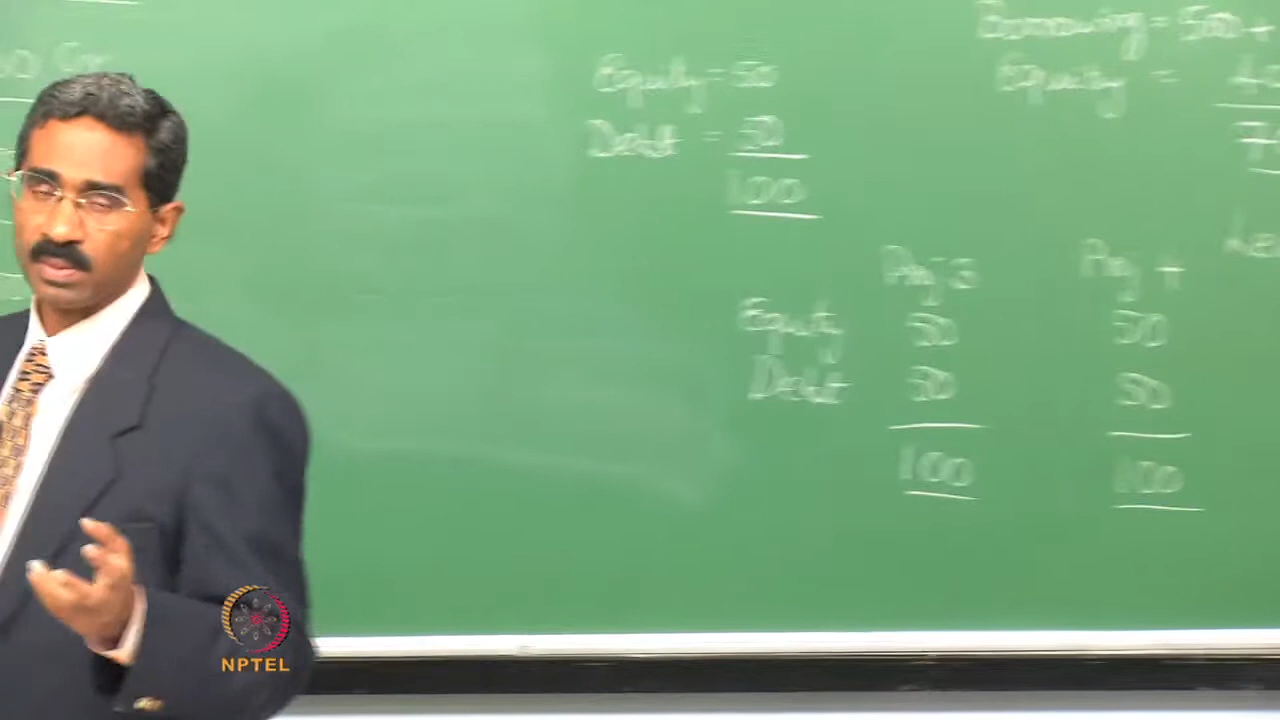 Equity = 50
Debt = 50
100
Borrowing = 500 +
Equity =
Proj 3 Proj 4
Equity 50 50
Debt 50 50
100 100
NPTEL